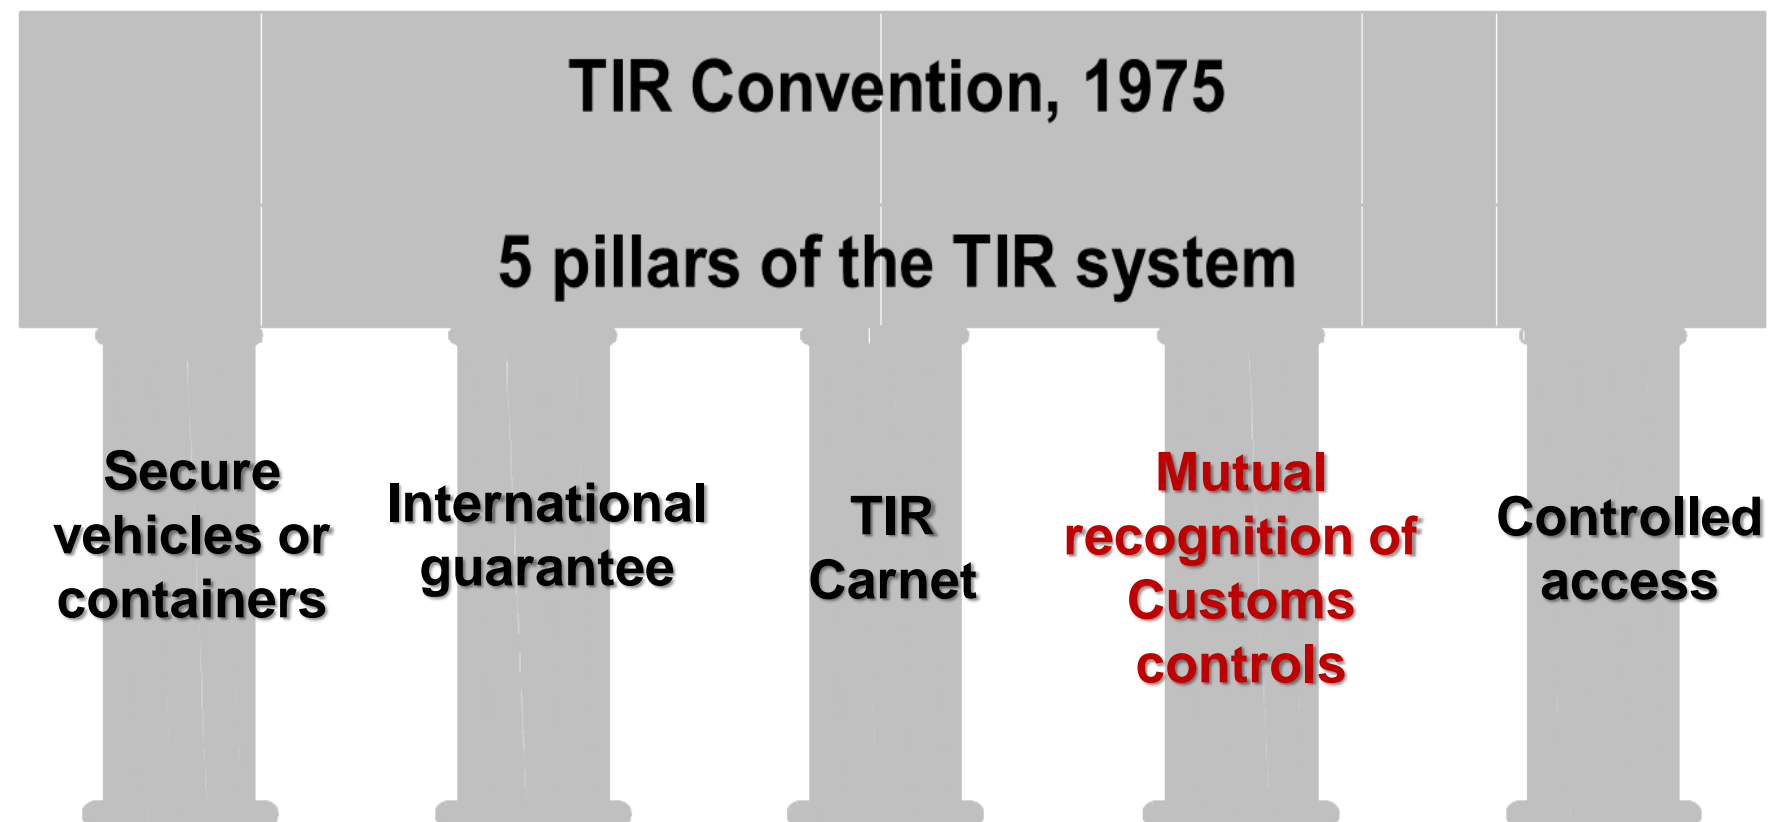 TIR Convention, 1975
5 pillars of the TIR system
Secure
vehicles or
containers
International
guarantee
TIR
Carnet
Mutual
recognition of
Customs
controls
Controlled
access